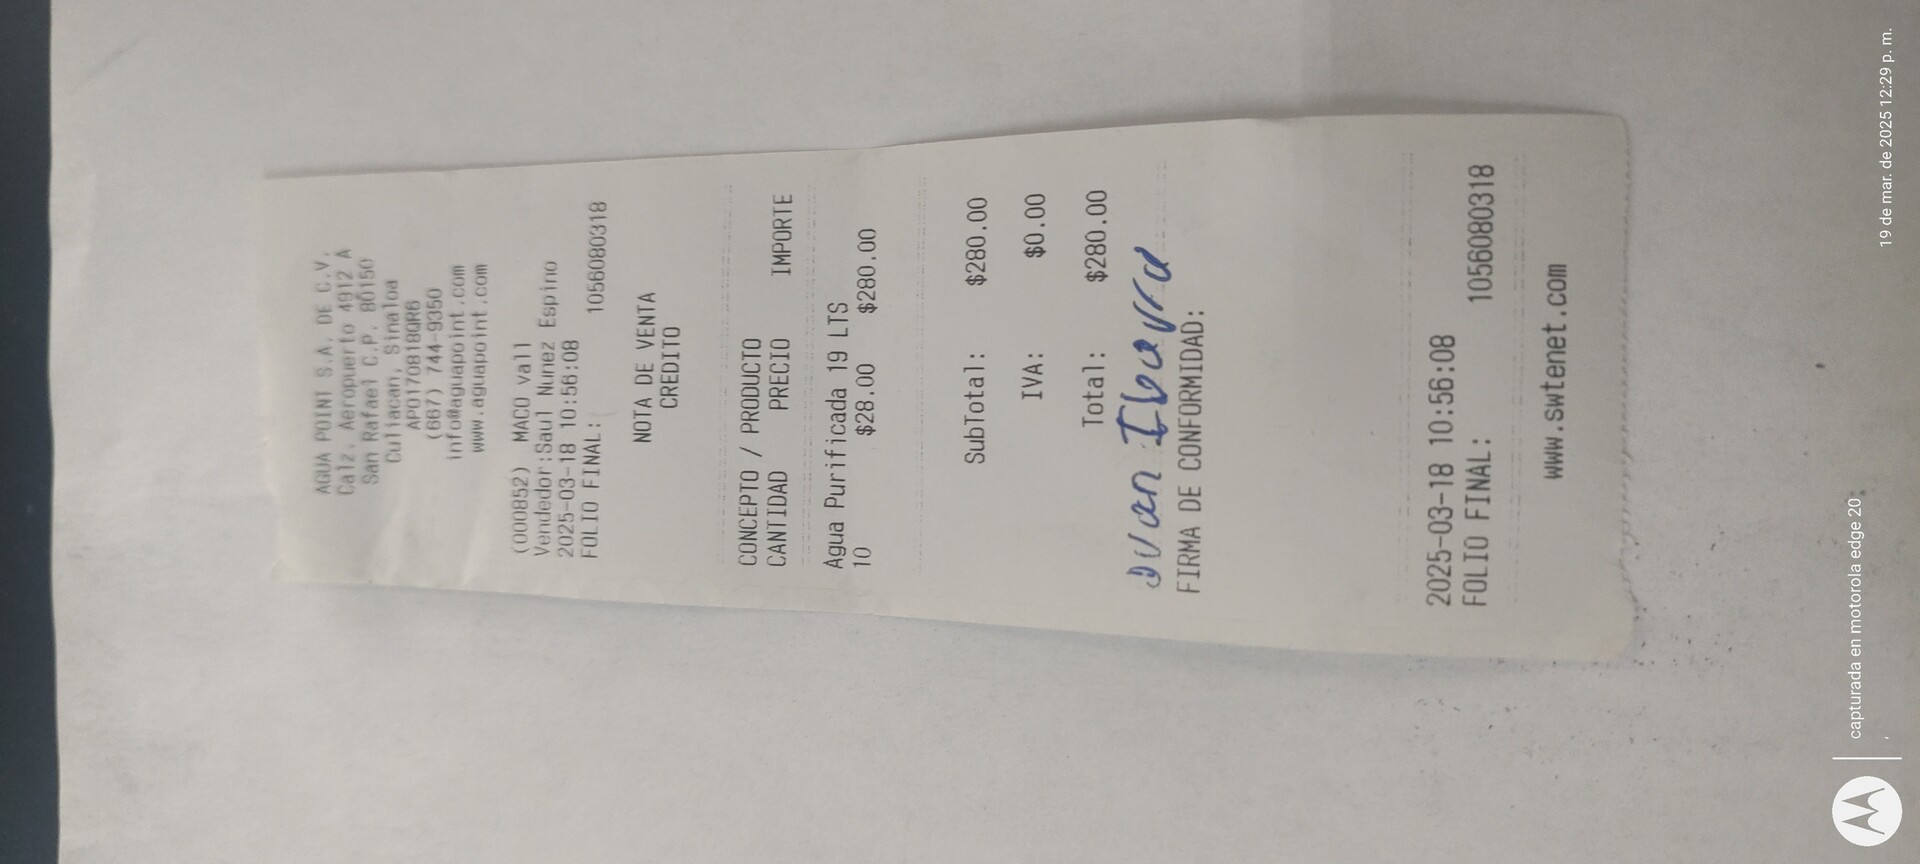 AGUA POINT S.A. DE C.V.
Calz. Aeropuerto 4912 A
San Rafael C.P. 80150
Culiacan, Sinaloa
APO170818QR6
(667) 744-9350
info@aguapoint.com
www.aguapoint.com
(000852) MACO vall
Vendedor:Saul Nunez Espino
2025-03-18 10:56:08
FOLIO FINAL: 1056080318
NOTA DE VENTA
CREDITO
CONCEPTO / PRODUCTO
CANTIDAD PRECIO IMPORTE
Agua Purificada 19 LTS
10 $28.00 $280.00
SubTotal: $280.00
IVA: $0.00
Total: $280.00
Ivan Ibarra
FIRMA DE CONFORMIDAD:
2025-03-18 10:56:08
FOLIO FINAL: 1056080318
www.swtenet.com
capturada en motorola edge 20
19 de mar. de 2025 12:29 p. m.